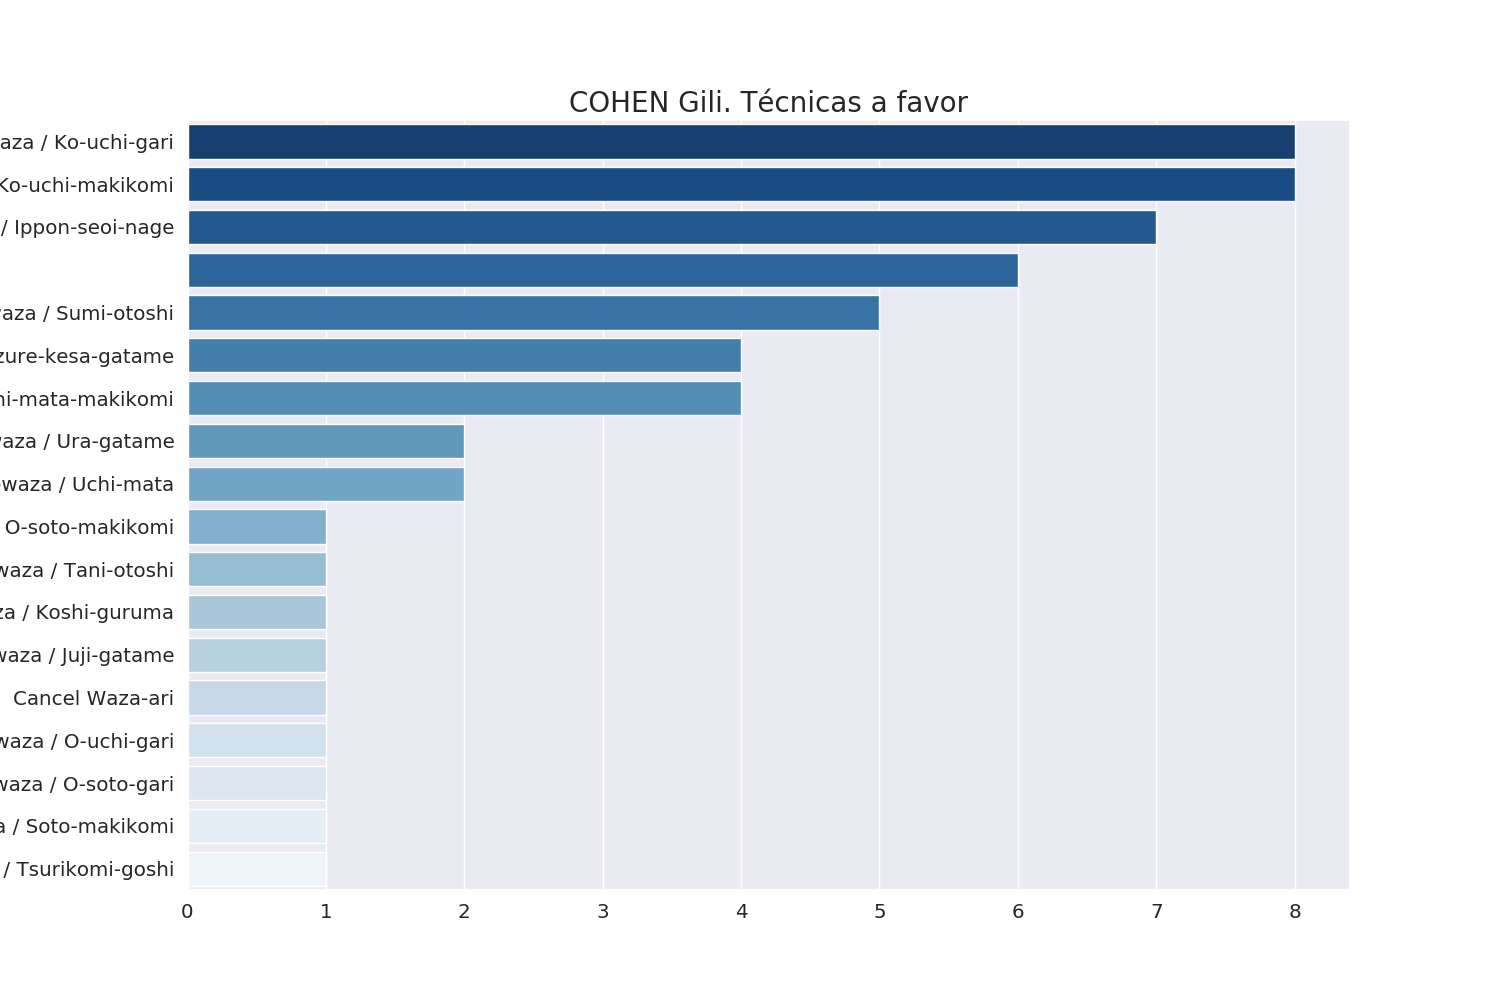 COHEN Gili. Técnicas a favor
aza / Ko-uchi-gari
Ko-uchi-makikomi
/ Ippon-seoi-nage
aza / Sumi-otoshi
zure-kesa-gatame
hi-mata-makikomi
waza / Ura-gatame
-waza / Uchi-mata
O-soto-makikomi
waza / Tani-otoshi
za / Koshi-guruma
waza / Juji-gatame
Cancel Waza-ari
waza / O-uchi-gari
waza / O-soto-gari
a / Soto-makikomi
/ Tsurikomi-goshi
0 1 2 3 4 5 6 7 8